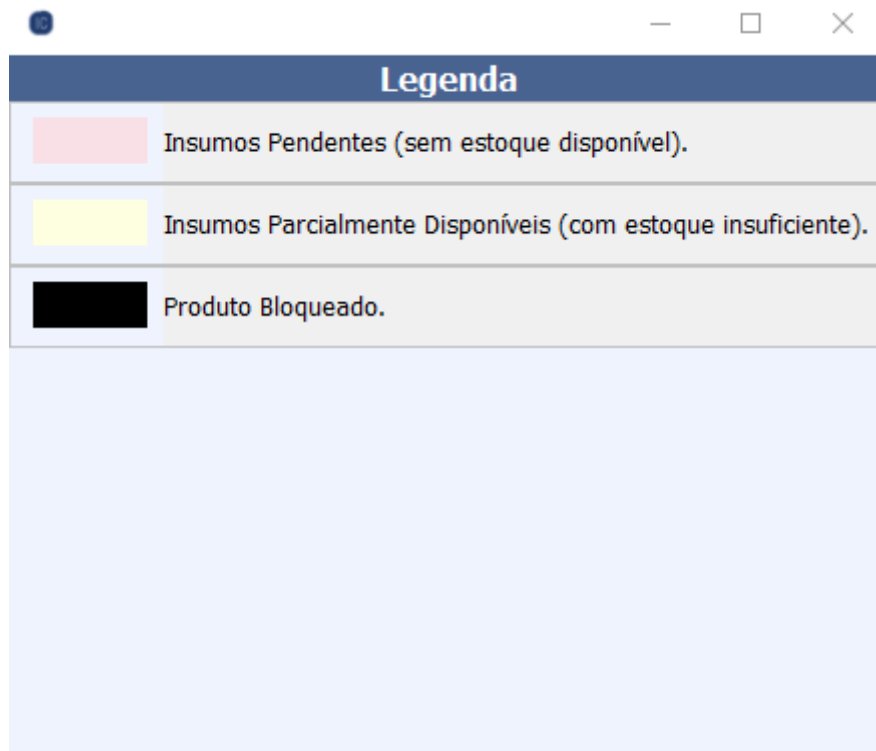 Legenda
Insumos Pendentes (sem estoque disponível).
Insumos Parcialmente Disponíveis (com estoque insuficiente).
Produto Bloqueado.